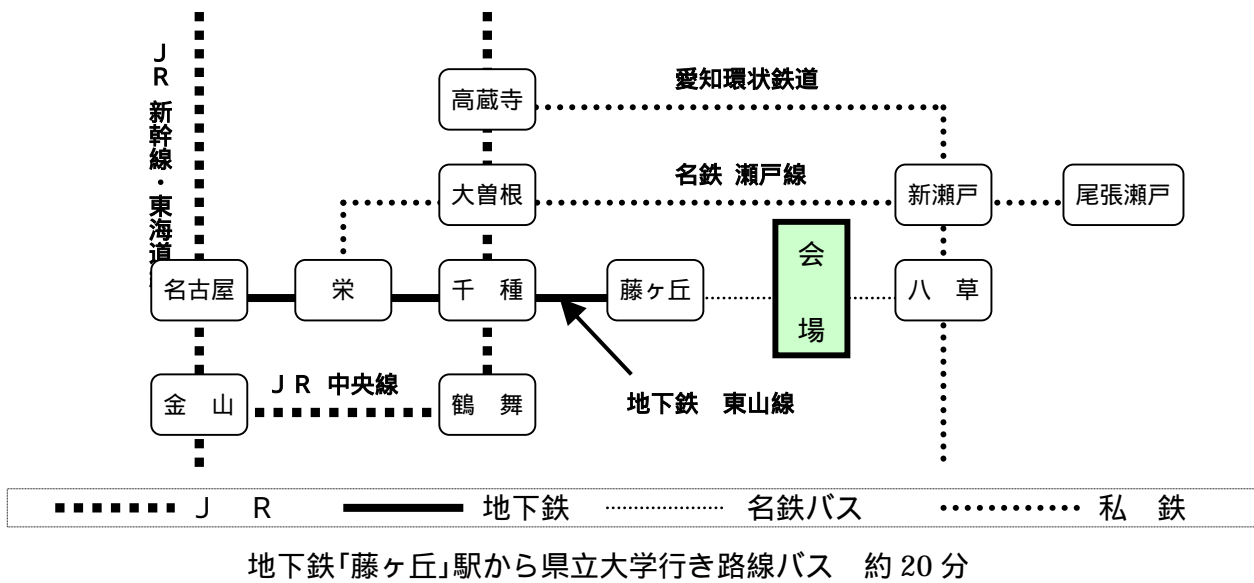 ＪＲ 新幹線・東海道
高蔵寺
愛知環状鉄道
大曽根
名鉄 瀬戸線
新瀬戸
尾張瀬戸
会場
名古屋
栄
千　種
藤ヶ丘
八　草
金　山
ＪＲ 中央線
鶴　舞
地下鉄　東山線
Ｊ　Ｒ　地下鉄　名鉄バス　私　鉄
地下鉄｢藤ヶ丘｣駅から県立大学行き路線バス　約 20 分